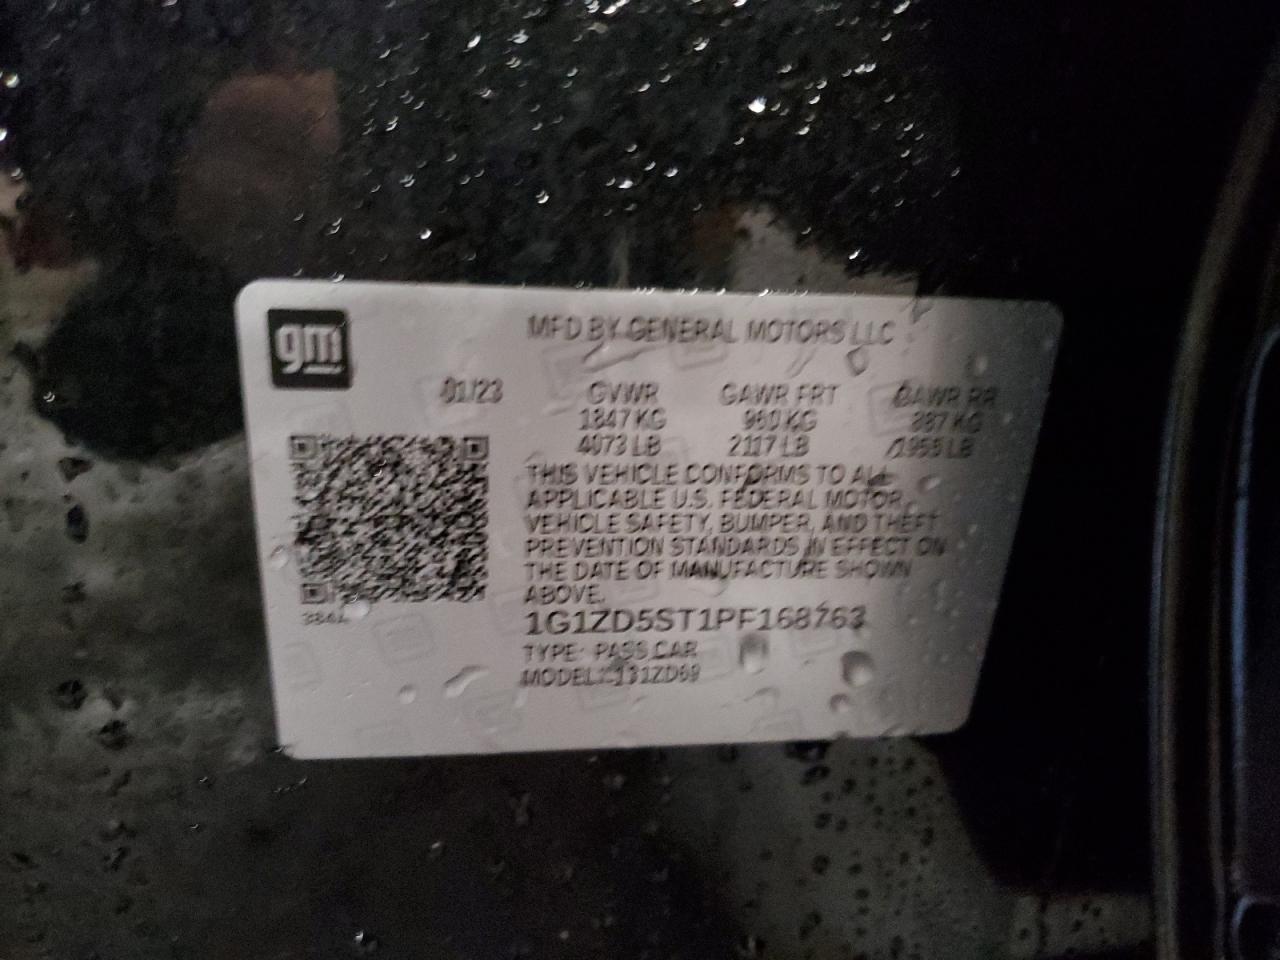 gm
MFD BY GENERAL MOTORS LLC
01/23 GVWR GAWR FRT GAWR RR
1847 KG 960 KG 887 KG
4073 LB 2117 LB 1955 LB
THIS VEHICLE CONFORMS TO ALL
APPLICABLE U.S. FEDERAL MOTOR
VEHICLE SAFETY, BUMPER, AND THEFT
PREVENTION STANDARDS IN EFFECT ON
THE DATE OF MANUFACTURE SHOWN
ABOVE.
1G1ZD5ST1PF168763
TYPE: PASS CAR
MODEL: 131ZD69